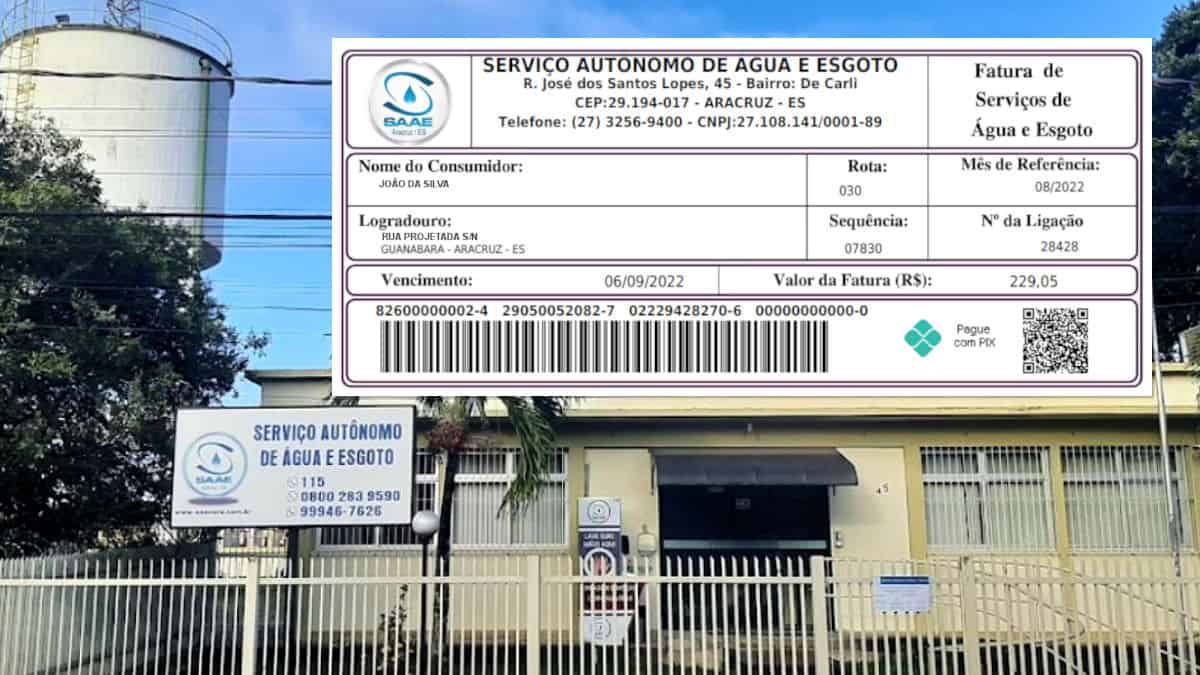 SERVIÇO AUTONOMO DE AGUA E ESGOTO
R. José dos Santos Lopes, 45 - Bairro: De Carli
CEP:29.194-017 - ARACRUZ - ES
Telefone: (27) 3256-9400 - CNPJ:27.108.141/0001-89
SAAE
Aracruz - ES
Fatura de
Serviços de
Água e Esgoto
Nome do Consumidor:
JOÃO DA SILVA
Rota:
030
Mês de Referência:
08/2022
Logradouro:
RUA PROJETADA S/N
GUANABARA - ARACRUZ - ES
Sequência:
07830
Nº da Ligação
28428
Vencimento:
06/09/2022
Valor da Fatura (R$):
229,05
82600000002-4 29050052082-7 02229428270-6 00000000000-0
Pague
com PIX
SERVIÇO AUTÔNOMO
DE ÁGUA E ESGOTO
SAAE
115
0800 283 9590
99946-7626
45